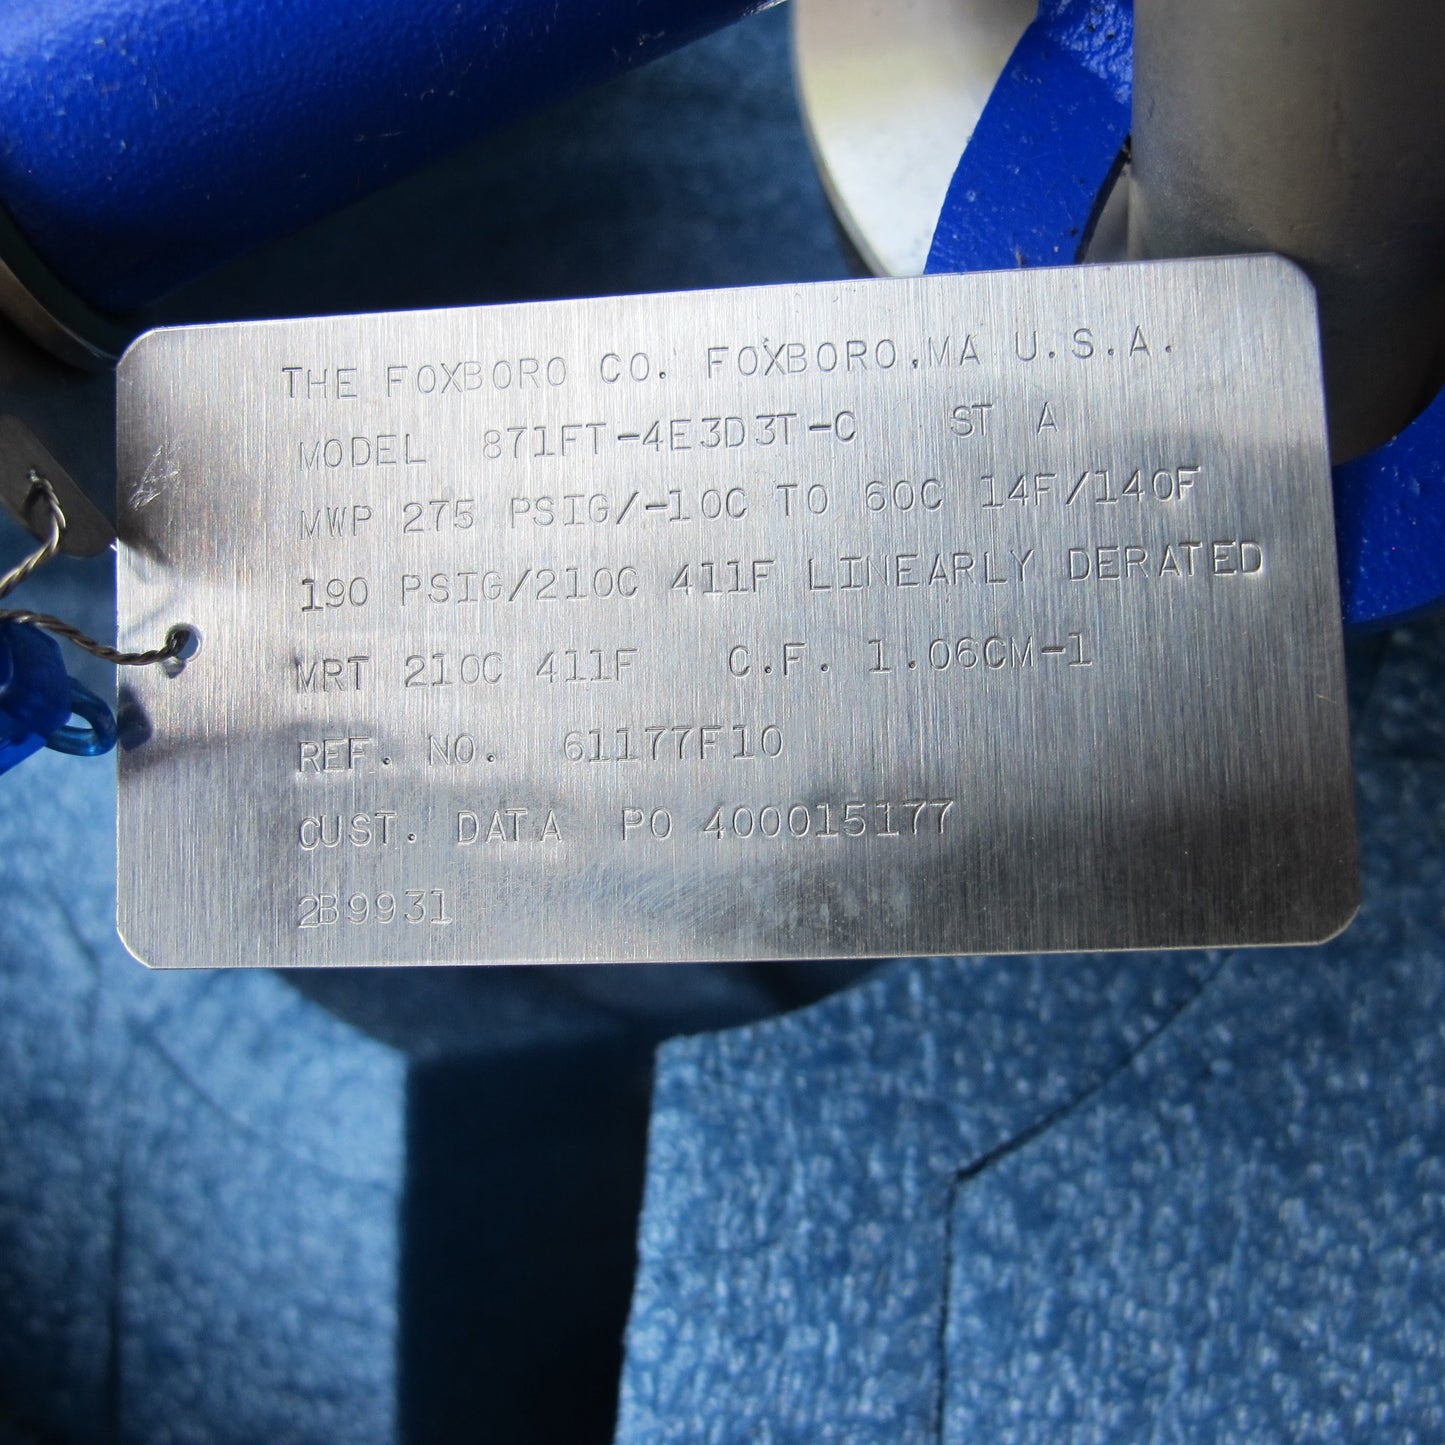 THE FOXBORO CO. FOXBORO,MA U.S.A.
MODEL 871FT-4E3D3T-C ST A
MWP 275 PSIG/-10C TO 60C 14F/140F
190 PSIG/210C 411F LINEARLY DERATED
MRT 210C 411F C.F. 1.06CM-1
REF. NO. 61177F10
CUST. DATA PO 400015177
2B9931